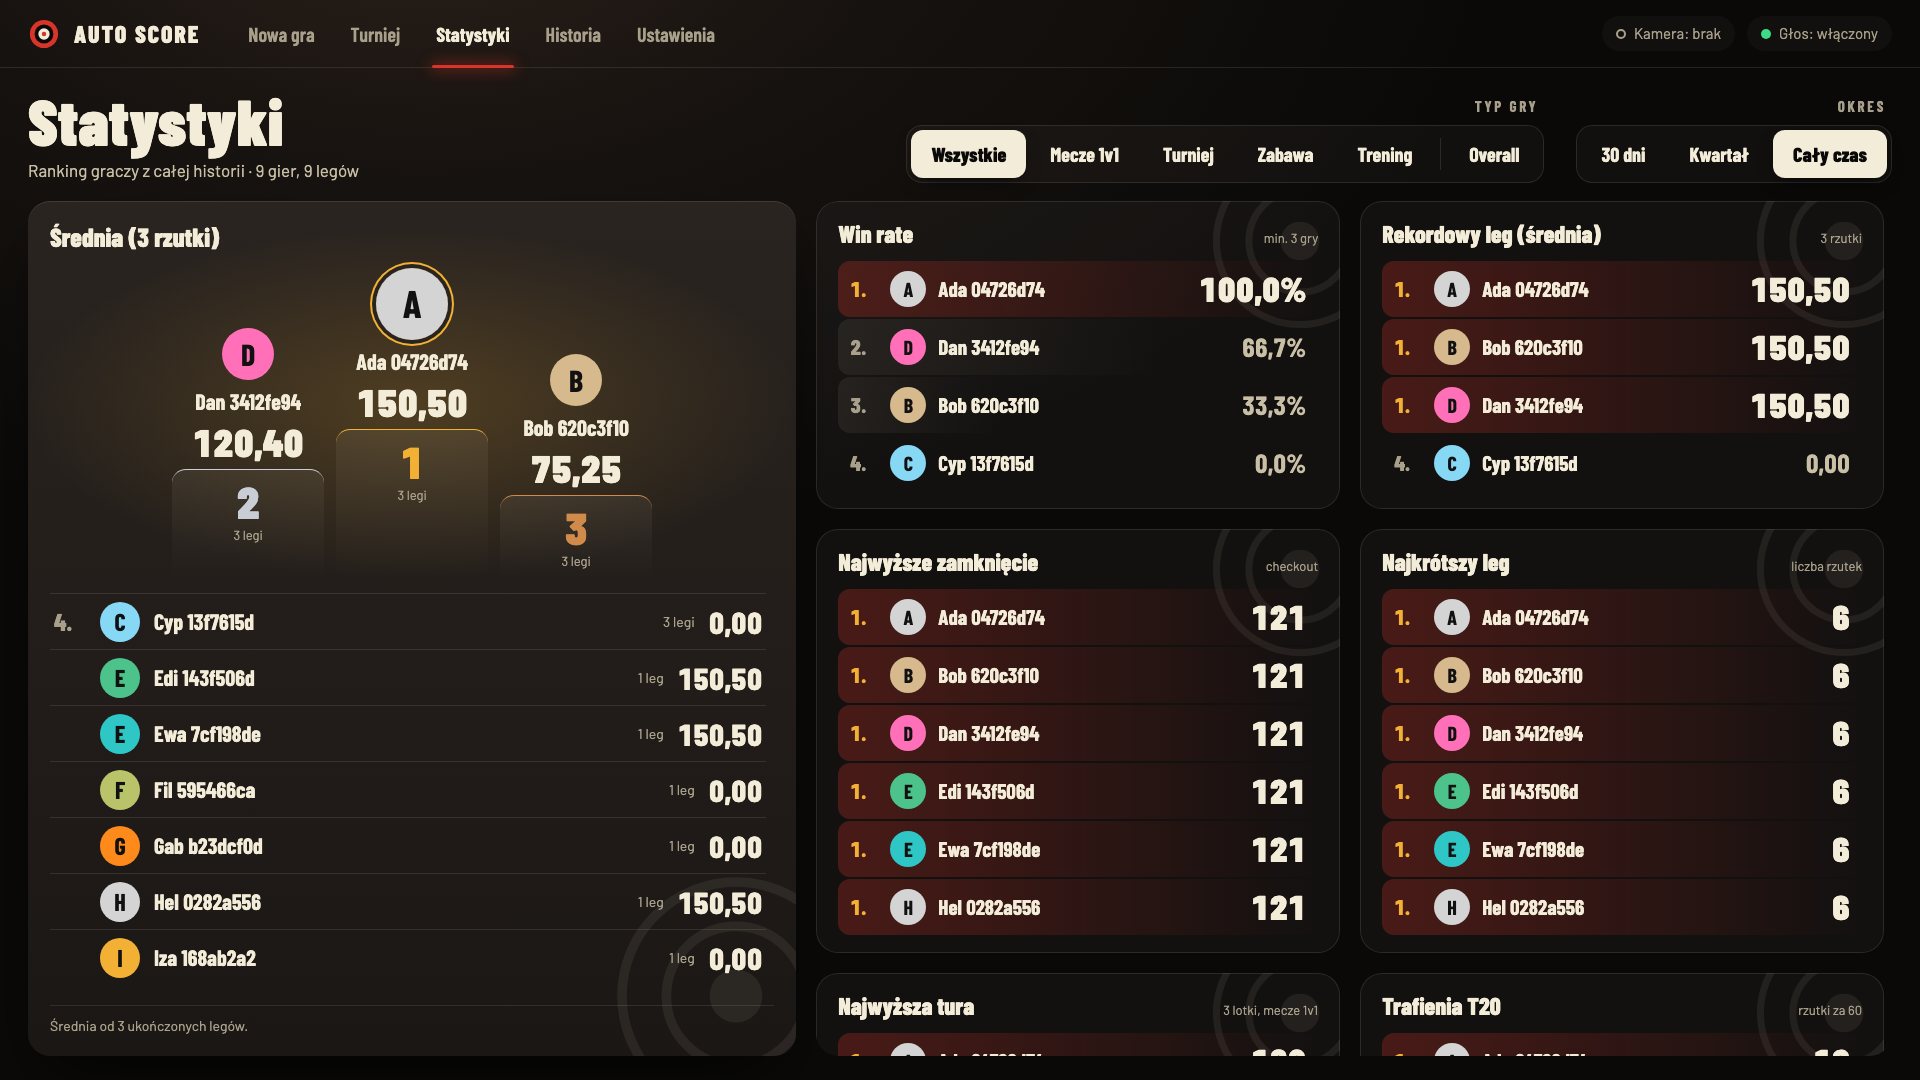 AUTO SCORE
Nowa gra
Turniej
Statystyki
Historia
Ustawienia
Kamera: brak
Głos: włączony
Statystyki
Ranking graczy z całej historii · 9 gier, 9 legów
TYP GRY
Wszystkie
Mecze 1v1
Turniej
Zabawa
Trening
Overall
OKRES
30 dni
Kwartał
Cały czas
Średnia (3 rzutki)
A
Ada 04726d74
150,50
1
3 legi
D
Dan 3412fe94
120,40
2
3 legi
B
Bob 620c3f10
75,25
3
3 legi
4. C Cyp 13f7615d 3 legi 0,00
E Edi 143f506d 1 leg 150,50
E Ewa 7cf198de 1 leg 150,50
F Fil 595466ca 1 leg 0,00
G Gab b23dcf0d 1 leg 0,00
H Hel 0282a556 1 leg 150,50
I Iza 168ab2a2 1 leg 0,00
Średnia od 3 ukończonych legów.
Win rate min. 3 gry
1. A Ada 04726d74 100,0%
2. D Dan 3412fe94 66,7%
3. B Bob 620c3f10 33,3%
4. C Cyp 13f7615d 0,0%
Rekordowy leg (średnia) 3 rzutki
1. A Ada 04726d74 150,50
1. B Bob 620c3f10 150,50
1. D Dan 3412fe94 150,50
4. C Cyp 13f7615d 0,00
Najwyższe zamknięcie checkout
1. A Ada 04726d74 121
1. B Bob 620c3f10 121
1. D Dan 3412fe94 121
1. E Edi 143f506d 121
1. E Ewa 7cf198de 121
1. H Hel 0282a556 121
Najkrótszy leg liczba rzutek
1. A Ada 04726d74 6
1. B Bob 620c3f10 6
1. D Dan 3412fe94 6
1. E Edi 143f506d 6
1. E Ewa 7cf198de 6
1. H Hel 0282a556 6
Najwyższa tura 3 lotki, mecze 1v1
Trafienia T20 rzutki za 60